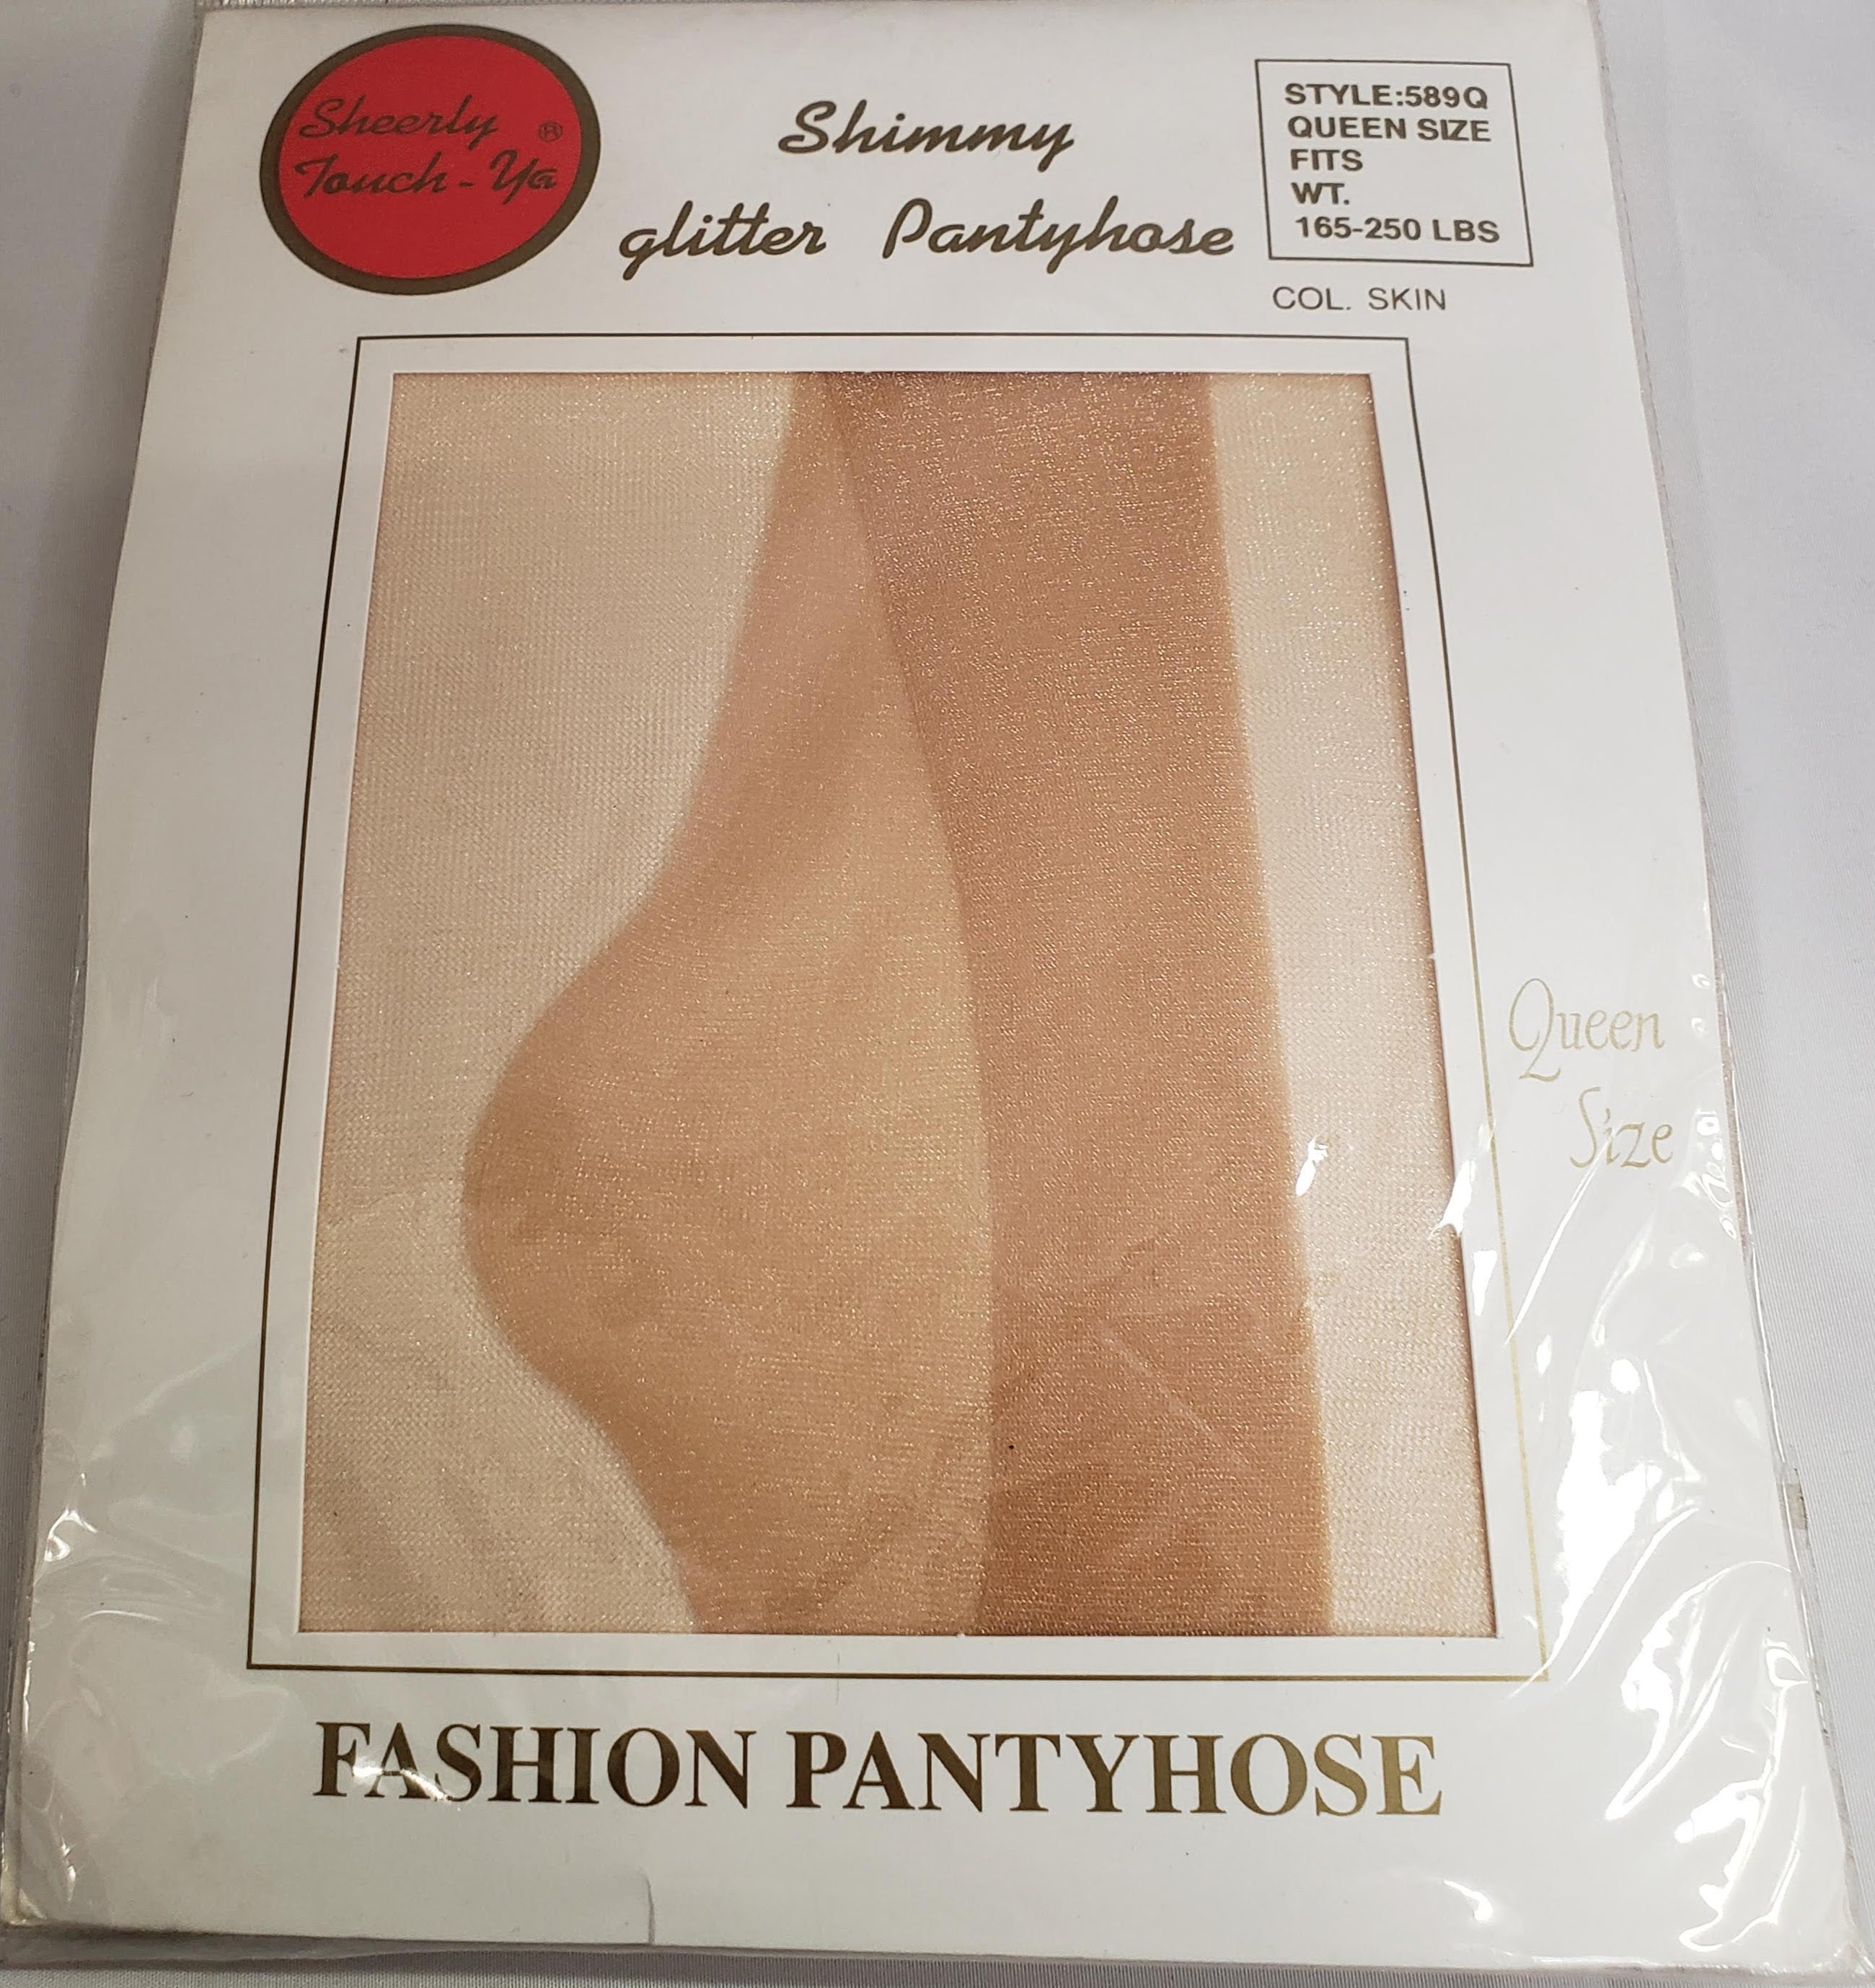 Sheerly ®
Touch-Ya
Shimmy
glitter Pantyhose
STYLE:589Q
QUEEN SIZE
FITS
WT.
165-250 LBS
COL. SKIN
Queen
Size
FASHION PANTYHOSE